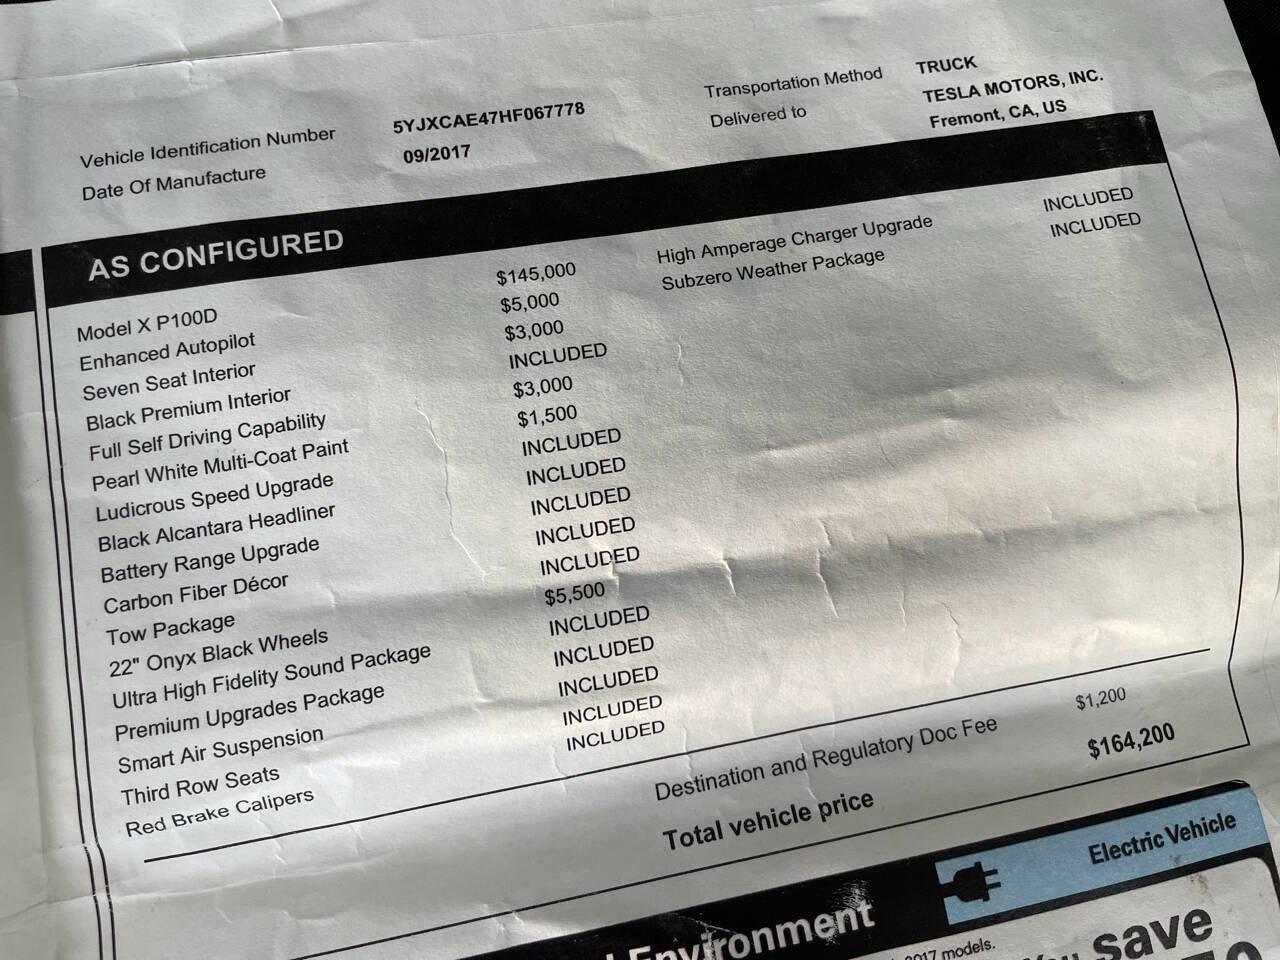 Vehicle Identification Number 5YJXCAE47HF067778
Date Of Manufacture 09/2017
Transportation Method TRUCK
Delivered to TESLA MOTORS, INC.
Fremont, CA, US
AS CONFIGURED
Model X P100D $145,000
Enhanced Autopilot $5,000
Seven Seat Interior $3,000
Black Premium Interior INCLUDED
Full Self Driving Capability $3,000
Pearl White Multi-Coat Paint $1,500
Ludicrous Speed Upgrade INCLUDED
Black Alcantara Headliner INCLUDED
Battery Range Upgrade INCLUDED
Carbon Fiber Décor INCLUDED
Tow Package INCLUDED
22" Onyx Black Wheels $5,500
Ultra High Fidelity Sound Package INCLUDED
Premium Upgrades Package INCLUDED
Smart Air Suspension INCLUDED
Third Row Seats INCLUDED
Red Brake Calipers INCLUDED
High Amperage Charger Upgrade INCLUDED
Subzero Weather Package INCLUDED
Destination and Regulatory Doc Fee $1,200
Total vehicle price $164,200
Environment
Electric Vehicle
2017 models.
You save